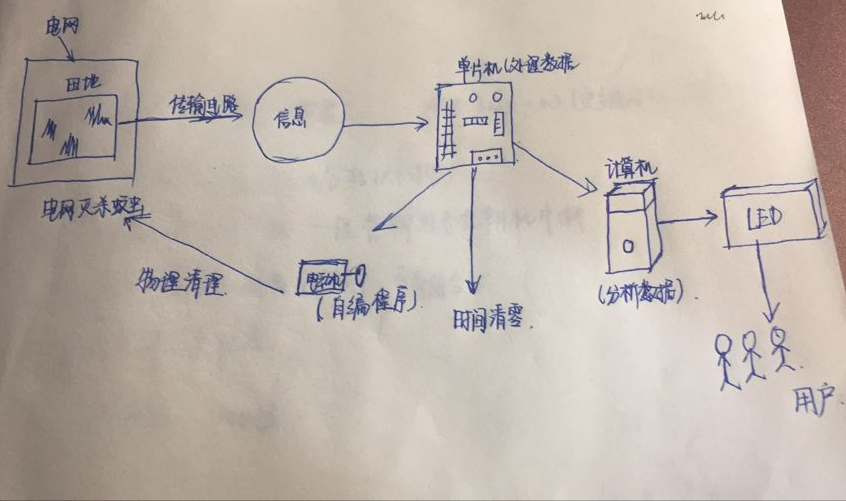 电网
田地
传输电路
信息
单片机(处理数据
计算机
LED
电网灭杀蚊虫
物理清理
电动机
(自编程序)
时间清零.
(分析数据).
用户.